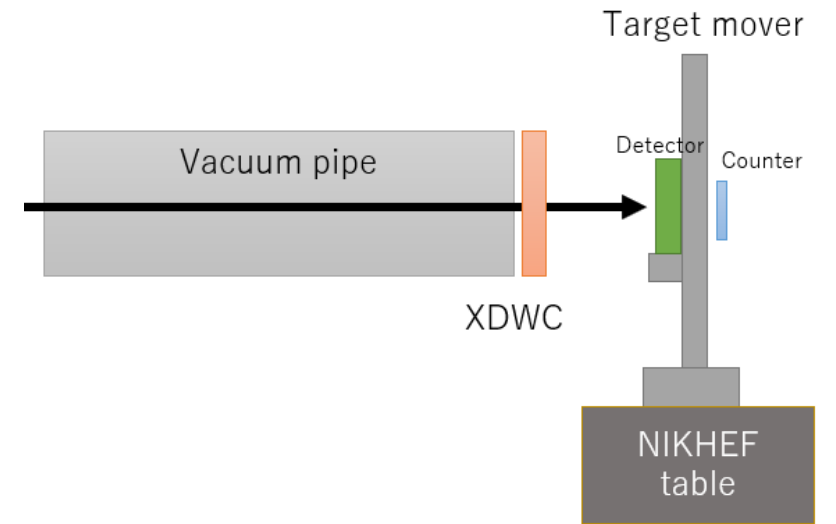 Target mover
Detector
Counter
Vacuum pipe
XDWC
NIKHEF
table